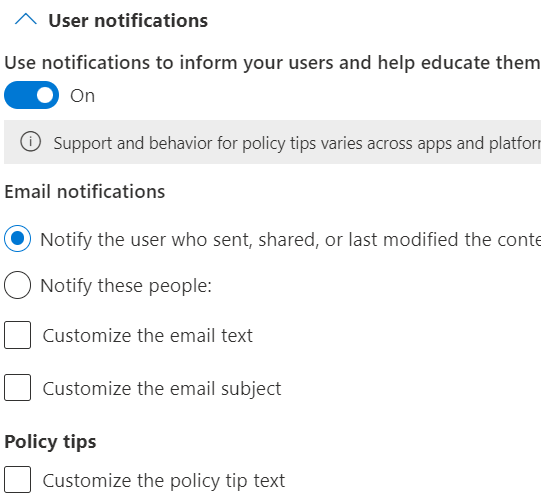 User notifications
Use notifications to inform your users and help educate them
On
Support and behavior for policy tips varies across apps and
Email notifications
Notify the user who sent, shared, or last modified the
Notify these people:
Customize the email text
Customize the email subject
Policy tips
Customize the policy tip text